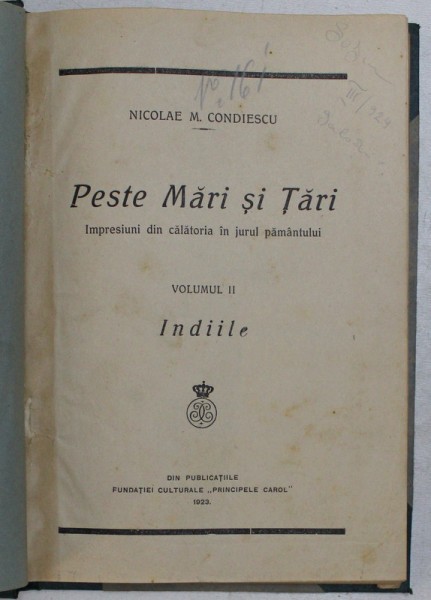 NICOLAE M. CONDIESCU
Peste Mări și Țări
Impresiuni din călătoria în jurul pământului
VOLUMUL II
Indiile
DIN PUBLICAȚIILE
FUNDAȚIEI CULTURALE „PRINCIPELE CAROL"
1923.